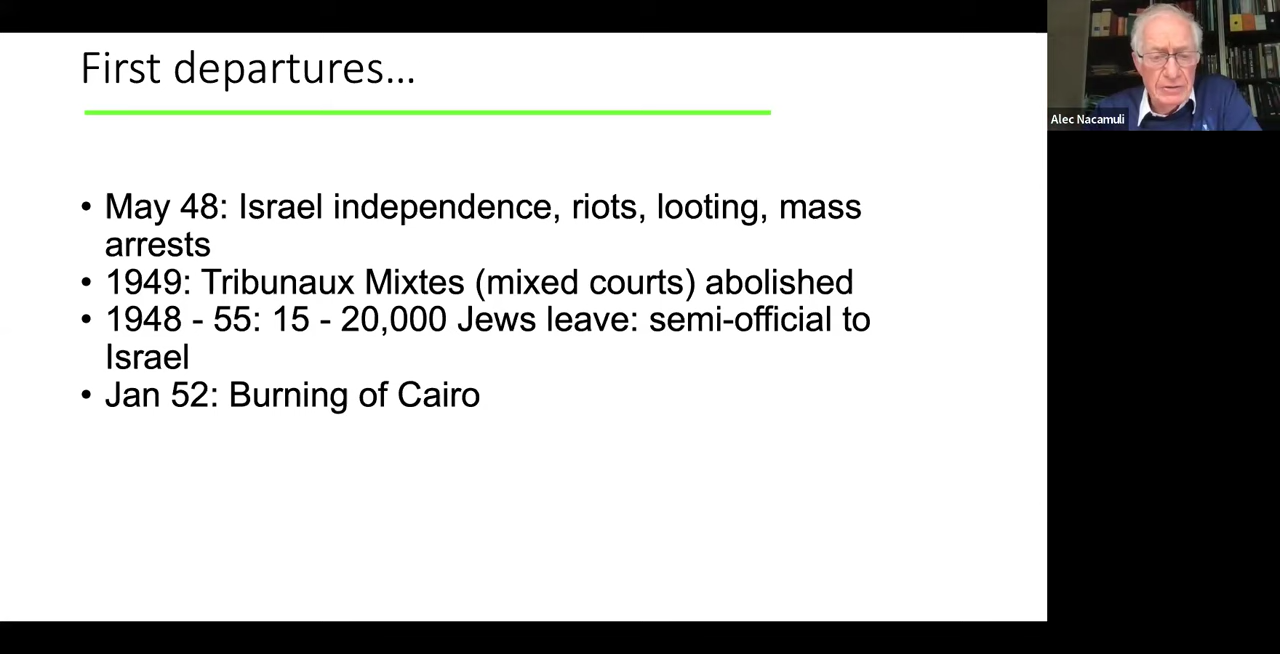 First departures...
• May 48: Israel independence, riots, looting, mass
arrests
• 1949: Tribunaux Mixtes (mixed courts) abolished
• 1948 - 55: 15 - 20,000 Jews leave: semi-official to
Israel
• Jan 52: Burning of Cairo
Alec Nacamuli